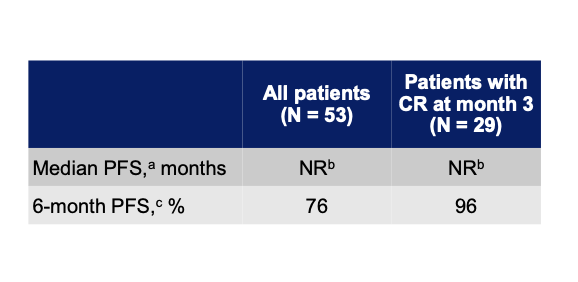 All patients
(N = 53)
Patients with
CR at month 3
(N = 29)
Median PFS,ᵃ months NRᵇ NRᵇ
6-month PFS,ᶜ % 76 96